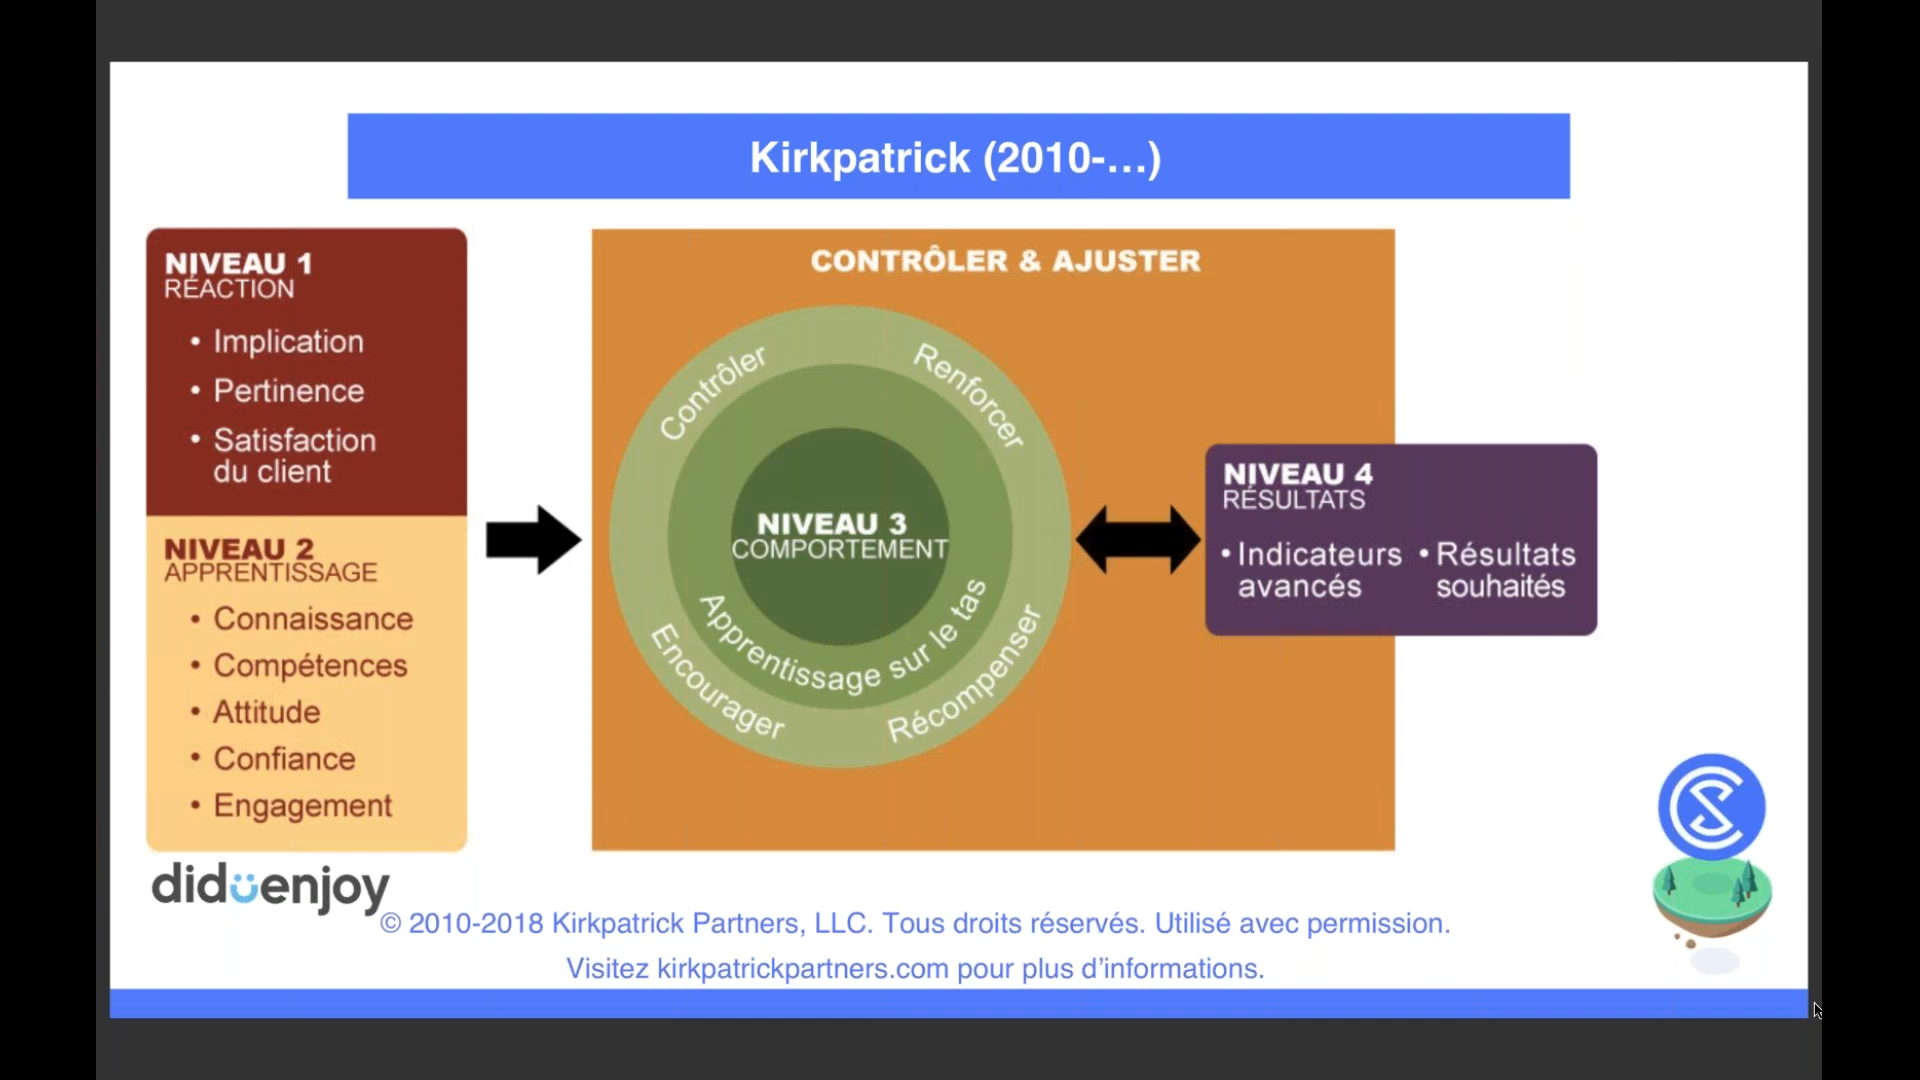 Kirkpatrick (2010-…)
NIVEAU 1
RÉACTION
• Implication
• Pertinence
• Satisfaction
du client
NIVEAU 2
APPRENTISSAGE
• Connaissance
• Compétences
• Attitude
• Confiance
• Engagement
CONTRÔLER & AJUSTER
Contrôler
Renforcer
NIVEAU 3
COMPORTEMENT
Apprentissage sur le tas
Encourager
Récompenser
NIVEAU 4
RÉSULTATS
• Indicateurs
avancés
• Résultats
souhaités
diduenjoy
© 2010-2018 Kirkpatrick Partners, LLC. Tous droits réservés. Utilisé avec permission.
Visitez kirkpatrickpartners.com pour plus d’informations.